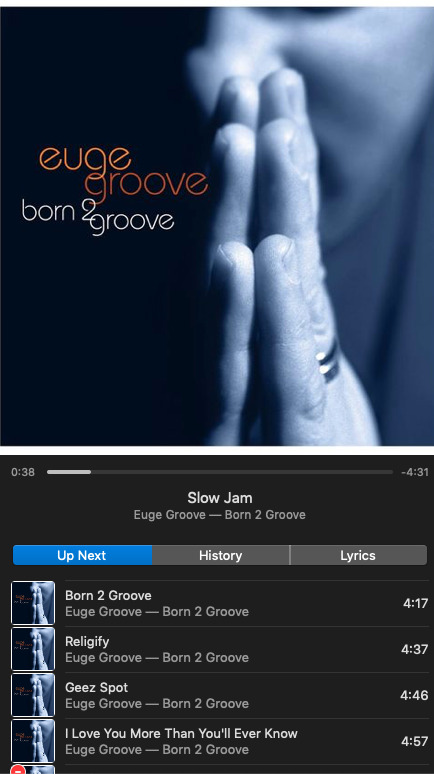 euge
groove
born 2
groove
0:38
-4:31
Slow Jam
Euge Groove — Born 2 Groove
Up Next
History
Lyrics
Born 2 Groove
Euge Groove — Born 2 Groove
4:17
Religify
Euge Groove — Born 2 Groove
4:37
Geez Spot
Euge Groove — Born 2 Groove
4:46
I Love You More Than You'll Ever Know
Euge Groove — Born 2 Groove
4:57